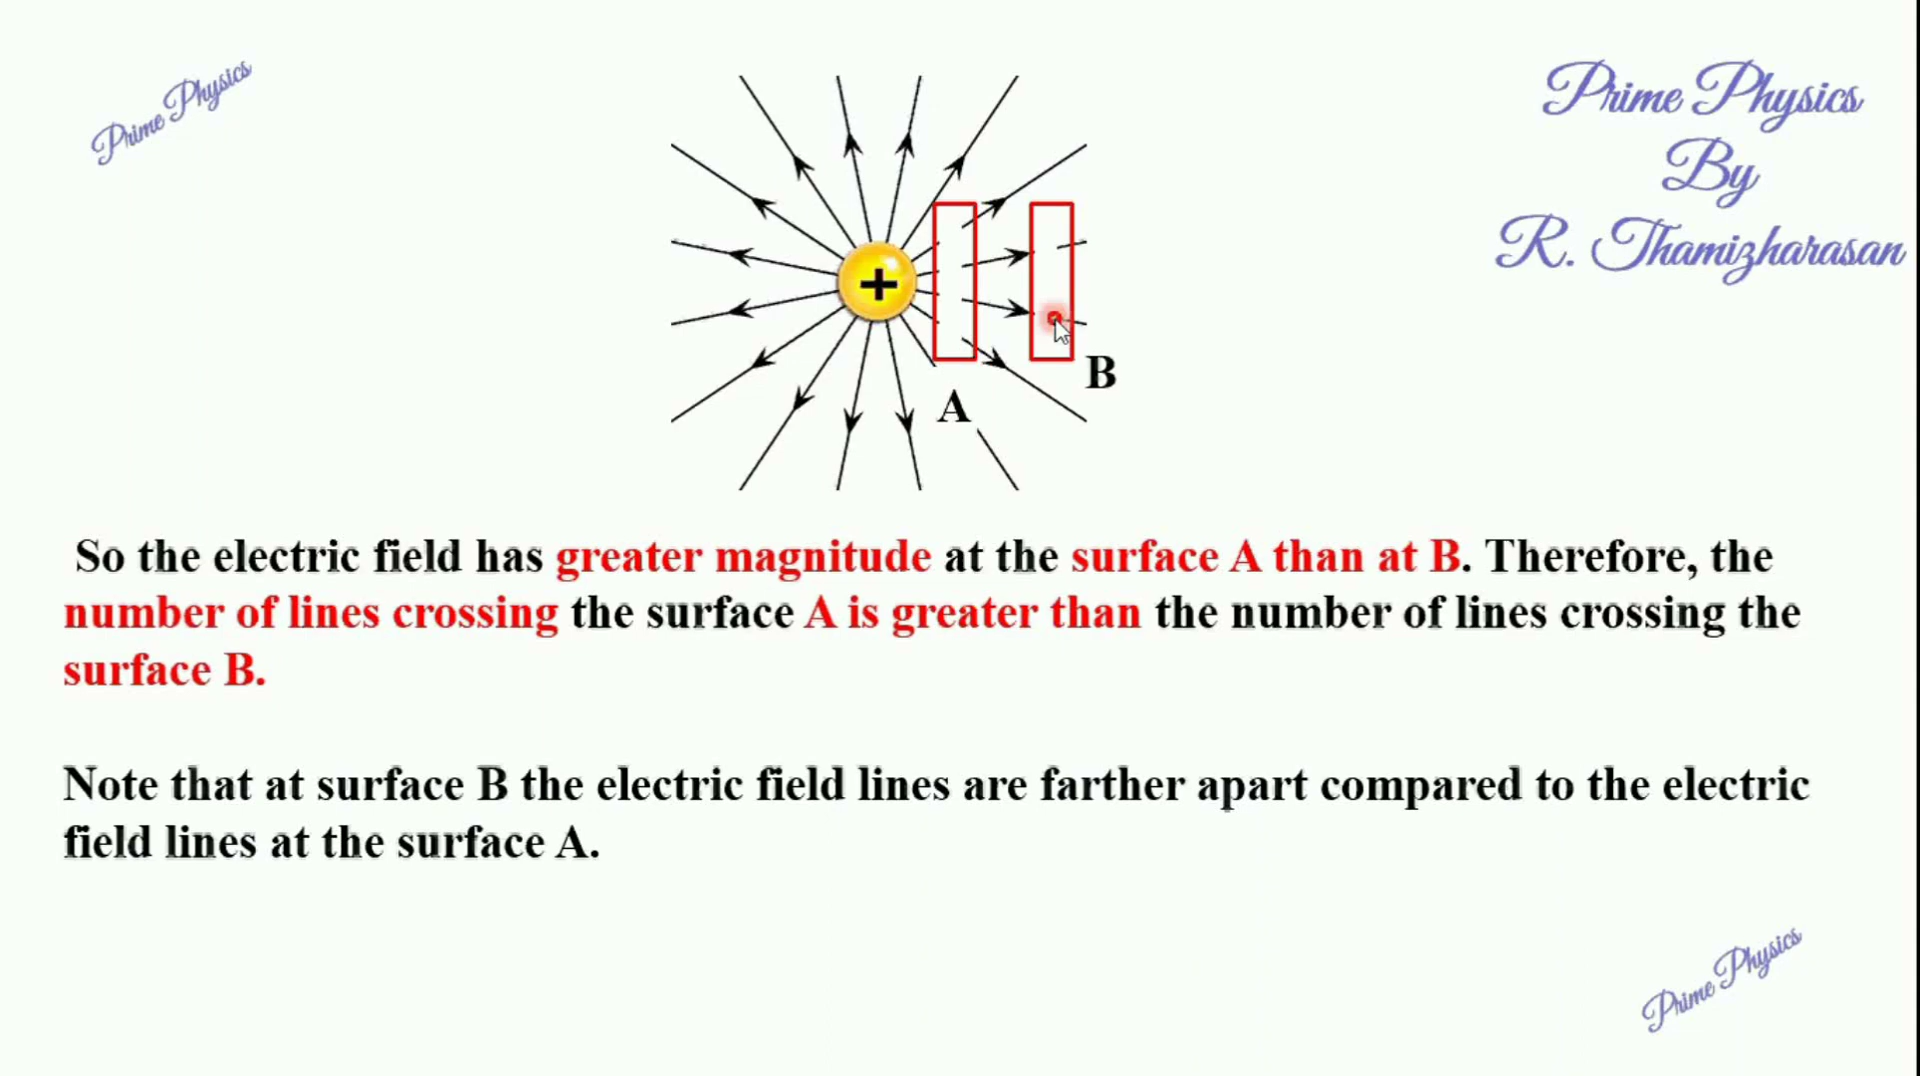 Prime Physics
Prime Physics
By
R. Thamizharasan
+
B
A
So the electric field has greater magnitude at the surface A than at B. Therefore, the
number of lines crossing the surface A is greater than the number of lines crossing the
surface B.
Note that at surface B the electric field lines are farther apart compared to the electric
field lines at the surface A.
Prime Physics